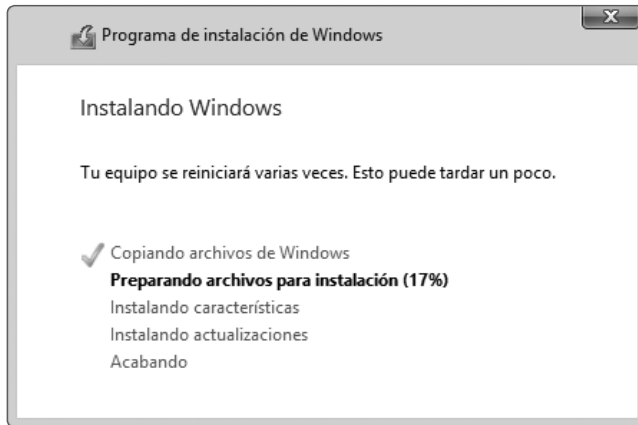 Programa de instalación de Windows
Instalando Windows
Tu equipo se reiniciará varias veces. Esto puede tardar un poco.
Copiando archivos de Windows
Preparando archivos para instalación (17%)
Instalando características
Instalando actualizaciones
Acabando